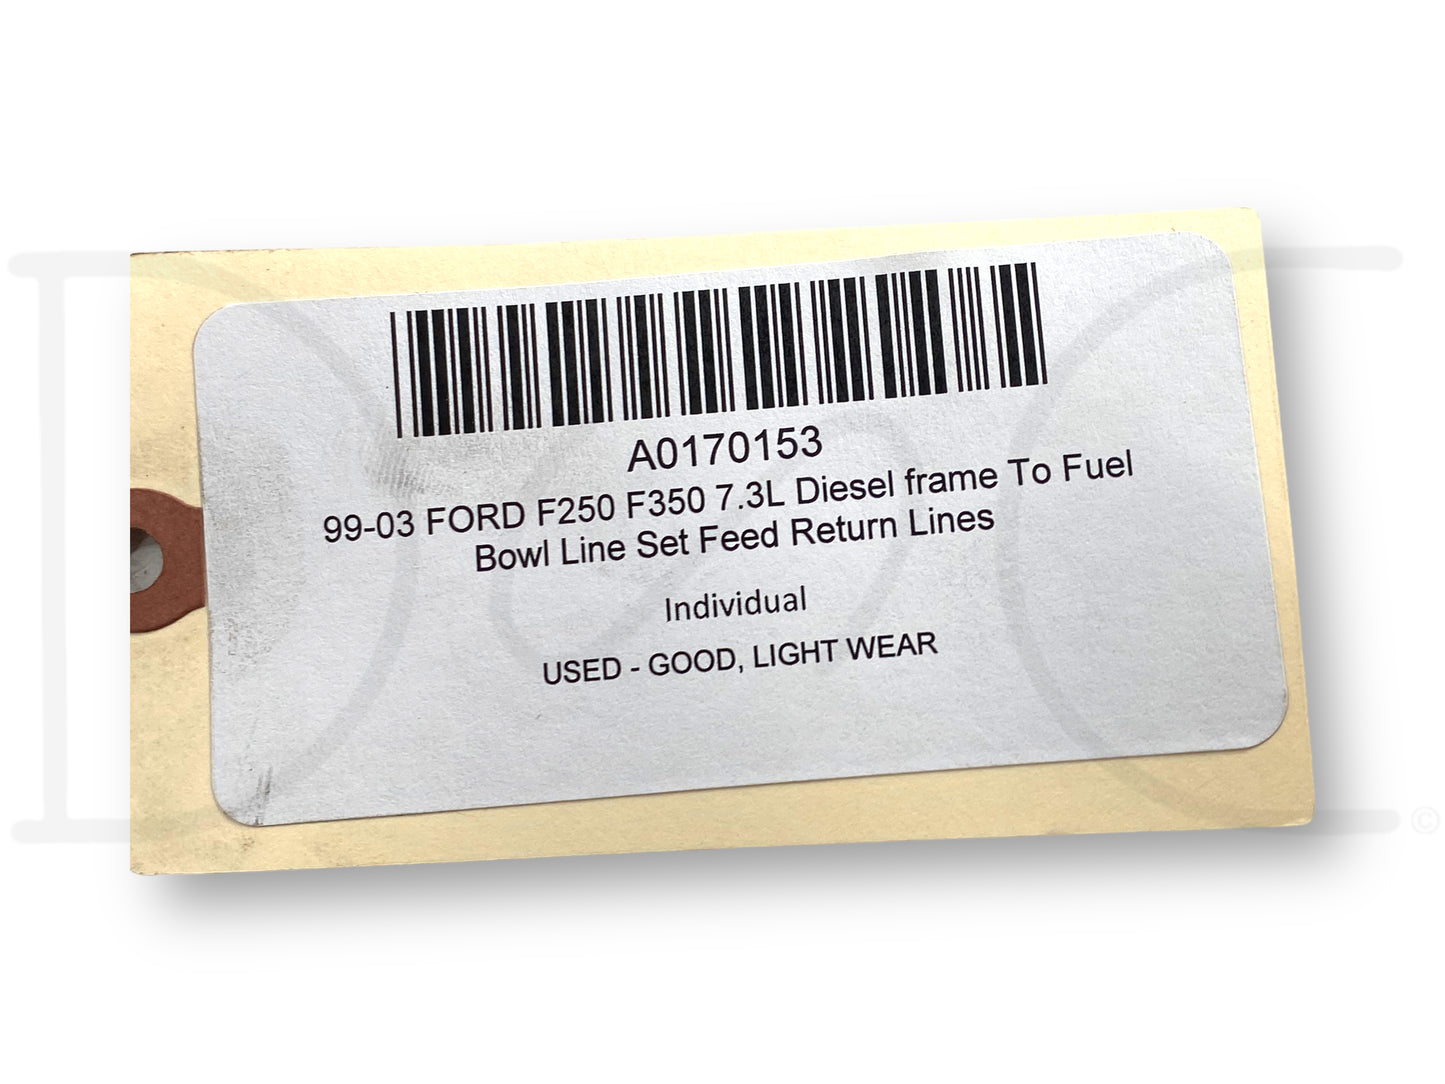 A0170153
99-03 FORD F250 F350 7.3L Diesel frame To Fuel
Bowl Line Set Feed Return Lines
Individual
USED - GOOD, LIGHT WEAR
©